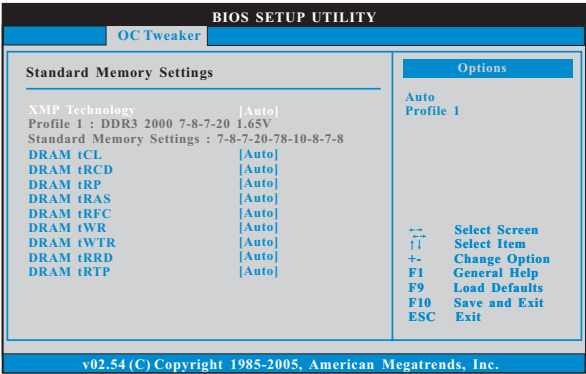 BIOS SETUP UTILITY
OC Tweaker
Standard Memory Settings
XMP Technology [Auto]
Profile 1 : DDR3 2000 7-8-7-20 1.65V
Standard Memory Settings : 7-8-7-20-78-10-8-7-8
DRAM tCL [Auto]
DRAM tRCD [Auto]
DRAM tRP [Auto]
DRAM tRAS [Auto]
DRAM tRFC [Auto]
DRAM tWR [Auto]
DRAM tWTR [Auto]
DRAM tRRD [Auto]
DRAM tRTP [Auto]
Options
Auto
Profile 1
←→ Select Screen
↑↓ Select Item
+- Change Option
F1 General Help
F9 Load Defaults
F10 Save and Exit
ESC Exit
v02.54 (C) Copyright 1985-2005, American Megatrends, Inc.